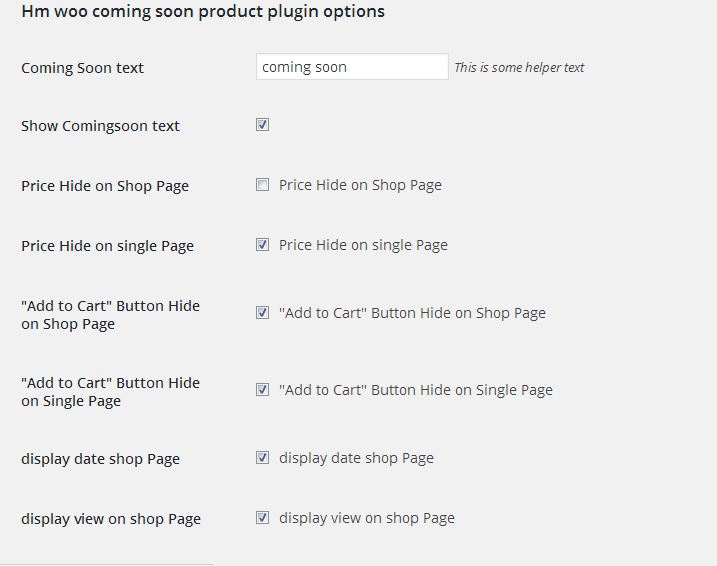 Hm woo coming soon product plugin options
Coming Soon text
coming soon
This is some helper text
Show Comingsoon text
Price Hide on Shop Page
Price Hide on Shop Page
Price Hide on single Page
Price Hide on single Page
"Add to Cart" Button Hide
on Shop Page
"Add to Cart" Button Hide on Shop Page
"Add to Cart" Button Hide
on Single Page
"Add to Cart" Button Hide on Single Page
display date shop Page
display date shop Page
display view on shop Page
display view on shop Page